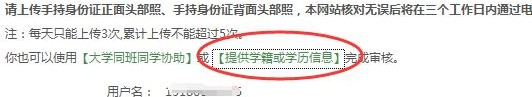 请上传手持身份证正面头部照、手持身份证背面头部照，本网站核对无误后将在三个工作日内通过电
注：每天只能上传3次,累计上传不能超过5次。
你也可以使用【大学同班同学协助】或【提供学籍或学历信息】完成审核。
用户名：